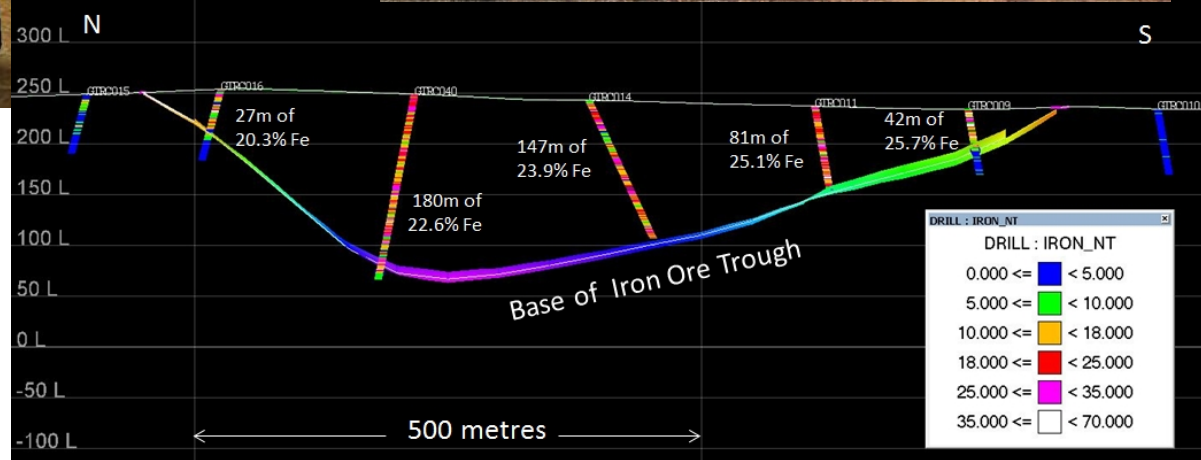 300 L
N
S
250 L
GTRC015
GTRC016
GTRC040
GTRC014
GTRC011
GTRC009
GTRC010
27m of
20.3% Fe
200 L
147m of
23.9% Fe
81m of
25.1% Fe
42m of
25.7% Fe
150 L
180m of
22.6% Fe
100 L
50 L
Base of Iron Ore Trough
0 L
-50 L
-100 L
500 metres
DRILL : IRON_NT
DRILL : IRON_NT
0.000 <= < 5.000
5.000 <= < 10.000
10.000 <= < 18.000
18.000 <= < 25.000
25.000 <= < 35.000
35.000 <= < 70.000